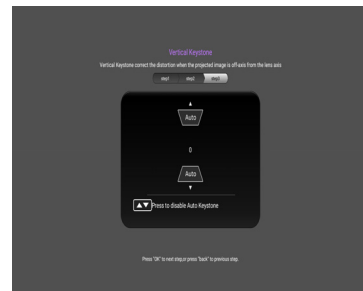 Vertical Keystone
Vertical Keystone correct the distortion when the projected image is off-axis from the lens axis
step1 step2 step3
Auto
0
Auto
Press to disable Auto Keystone
Press "OK" to next step,or press "back" to previous step.